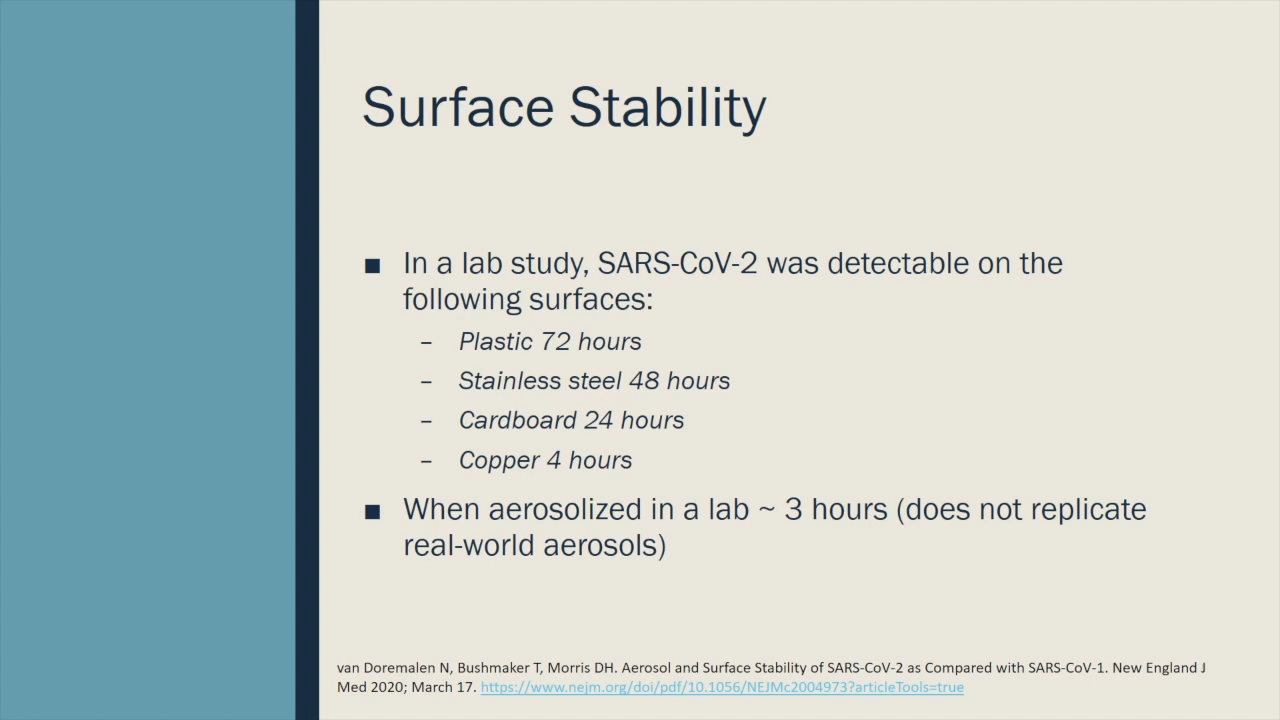 Surface Stability
■ In a lab study, SARS-CoV-2 was detectable on the
following surfaces:
– Plastic 72 hours
– Stainless steel 48 hours
– Cardboard 24 hours
– Copper 4 hours
■ When aerosolized in a lab ~ 3 hours (does not replicate
real-world aerosols)
van Doremalen N, Bushmaker T, Morris DH. Aerosol and Surface Stability of SARS-CoV-2 as Compared with SARS-CoV-1. New England J
Med 2020; March 17. https://www.nejm.org/doi/pdf/10.1056/NEJMc2004973?articleTools=true